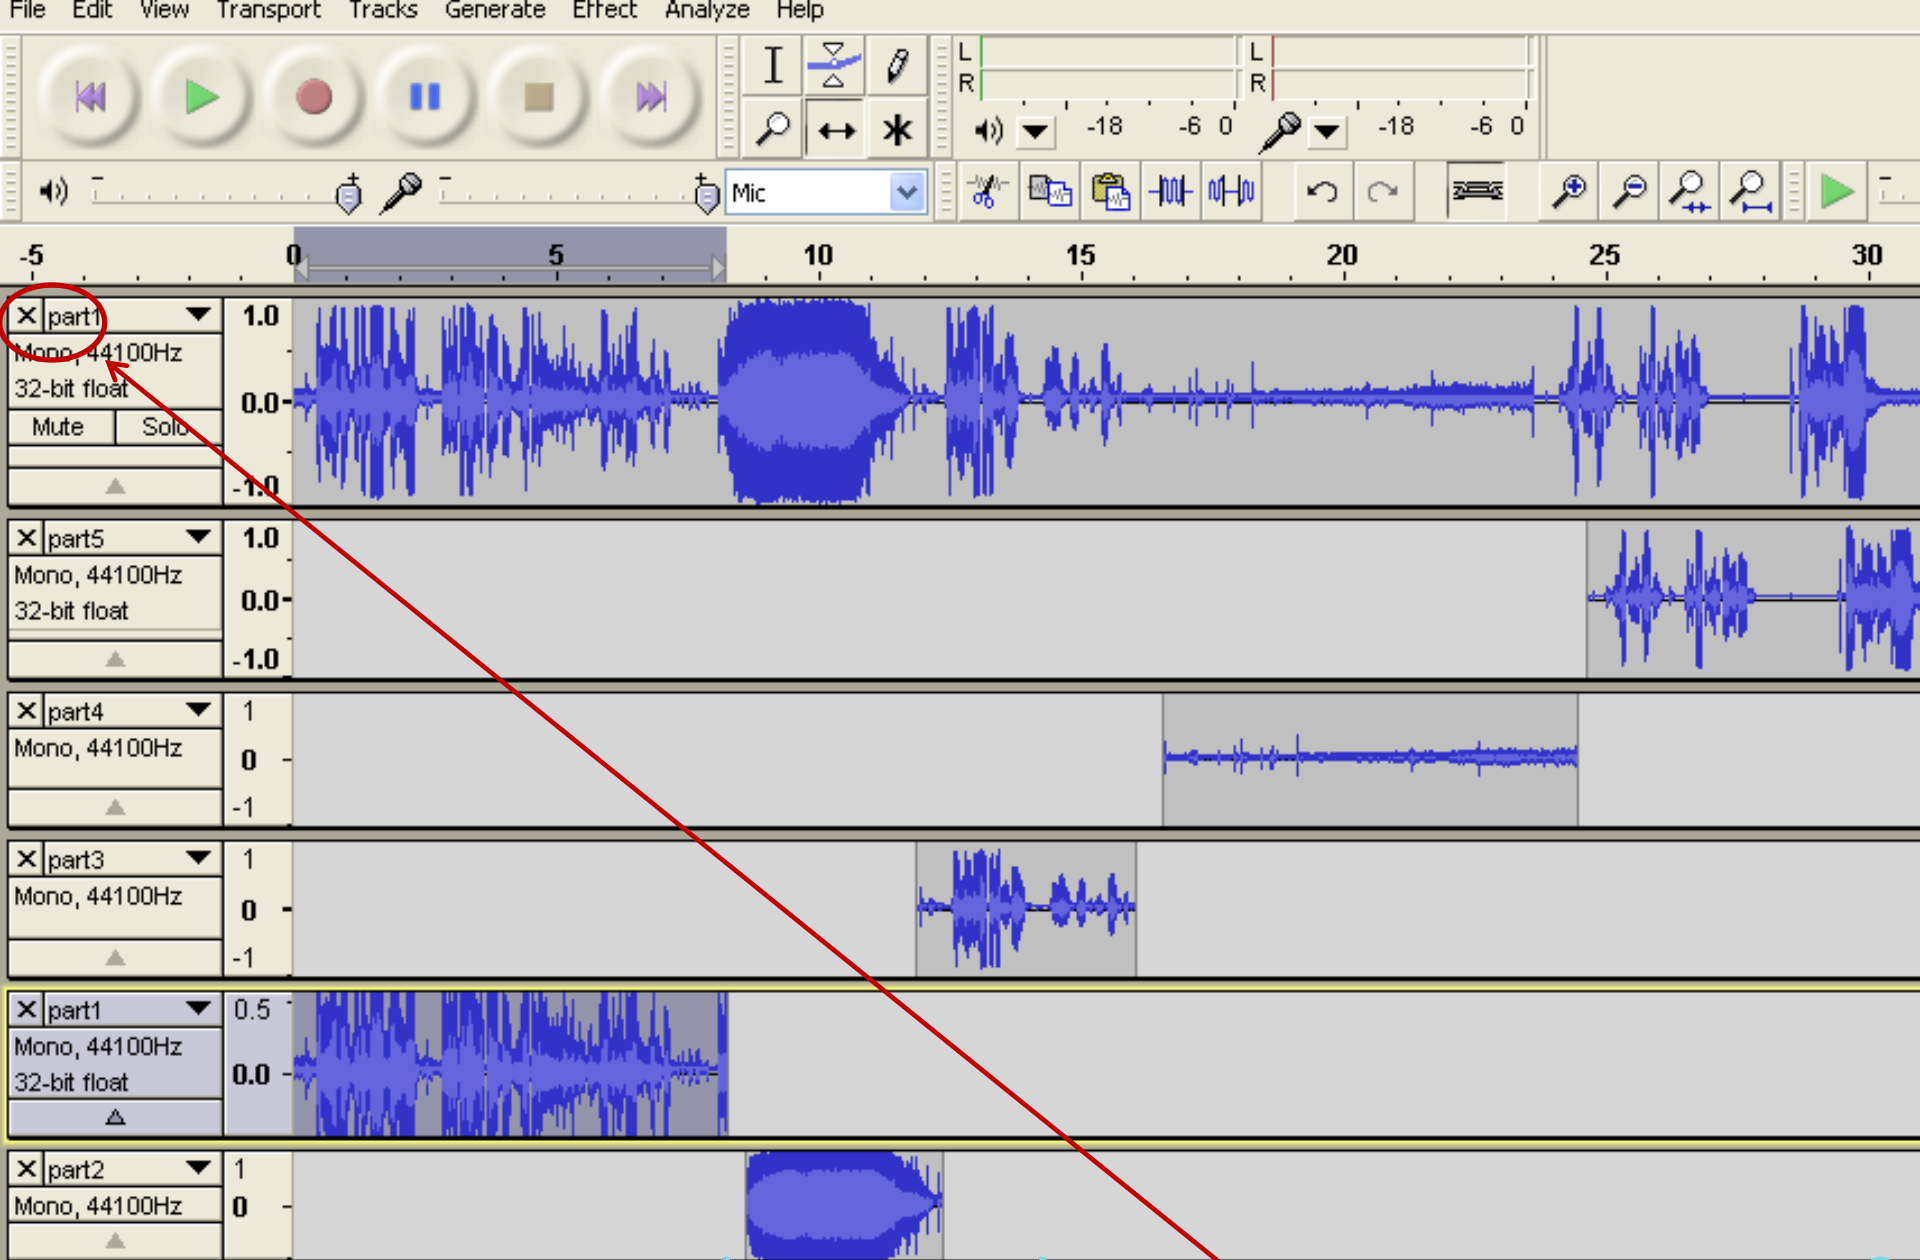 File Edit View Transport Tracks Generate Effect Analyze Help
L L
R R
-18 -6 0 -18 -6 0
Mic
-5 0 5 10 15 20 25 30
part1 1.0
Mono, 44100Hz
32-bit float 0.0
Mute Solo
-1.0
part5 1.0
Mono, 44100Hz
32-bit float 0.0
-1.0
part4 1
Mono, 44100Hz 0
-1
part3 1
Mono, 44100Hz 0
-1
part1 0.5
Mono, 44100Hz
32-bit float 0.0
part2 1
Mono, 44100Hz 0